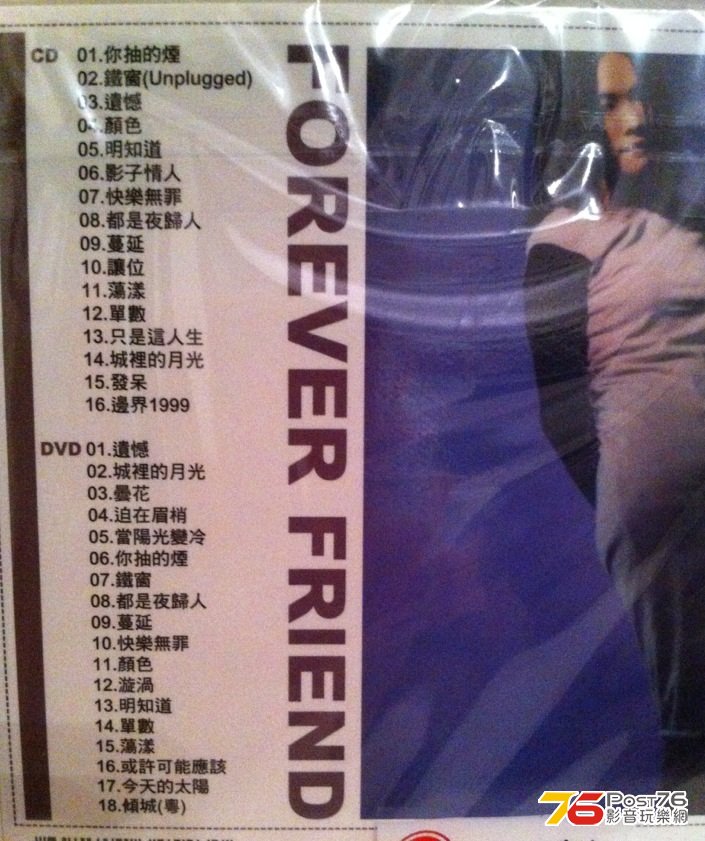 CD 01.你抽的煙
02.鐵窗(Unplugged)
03.遺憾
04.顏色
05.明知道
06.影子情人
07.快樂無罪
08.都是夜歸人
09.蔓延
10.讓位
11.蕩漾
12.單數
13.只是這人生
14.城裡的月光
15.發呆
16.邊界1999
DVD 01.遺憾
02.城裡的月光
03.曇花
04.迫在眉梢
05.當陽光變冷
06.你抽的煙
07.鐵窗
08.都是夜歸人
09.蔓延
10.快樂無罪
11.顏色
12.漩渦
13.明知道
14.單數
15.蕩漾
16.或許可能應該
17.今天的太陽
18.傾城(粵)
FOREVER FRIEND
76 POST76
影音玩樂網